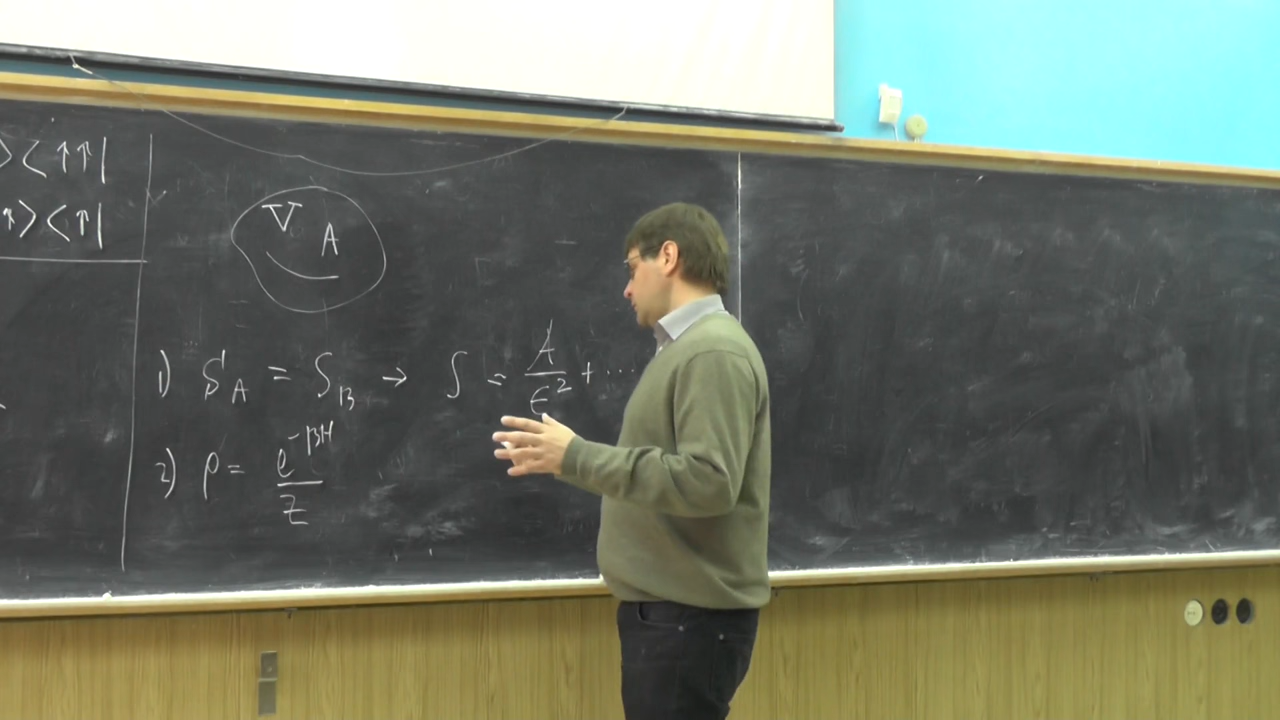 ><↑↑|
↑><↑|
V A
1) S_A = S_B → S = A/ϵ² + ...
2) ρ = e^{-βH}/Z